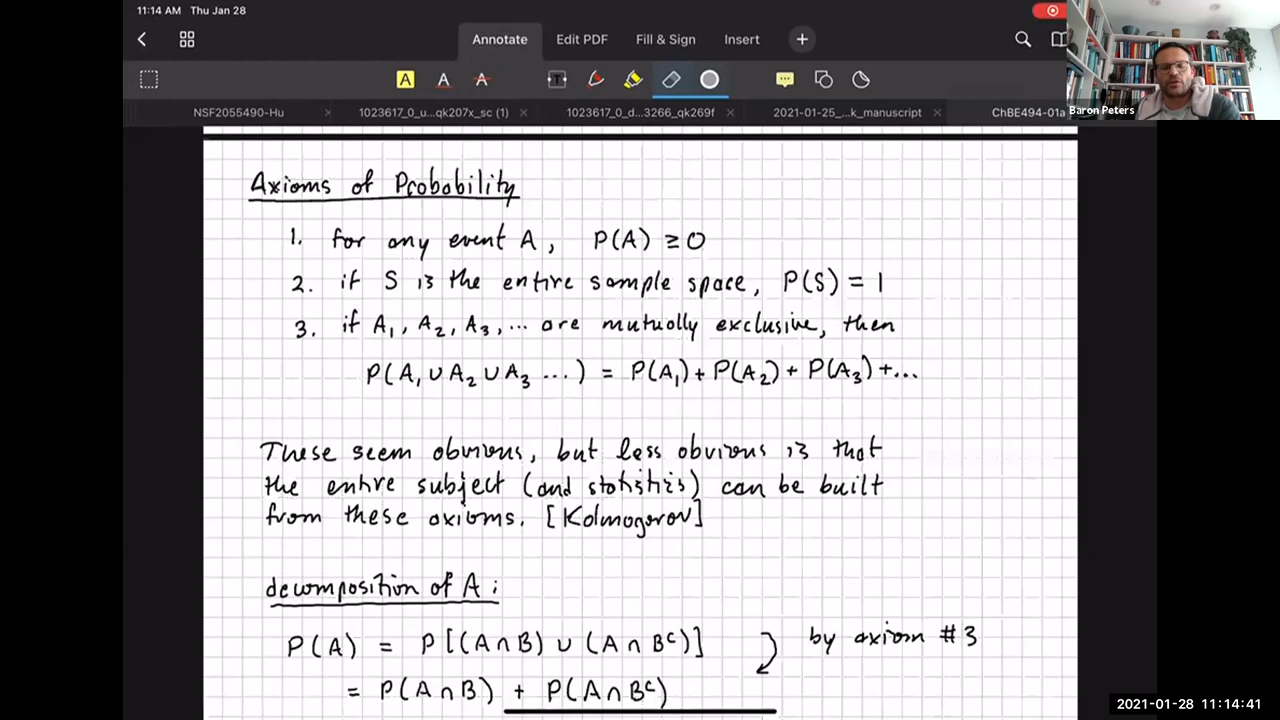 11:14 AM Thu Jan 28
Annotate Edit PDF Fill & Sign Insert
A A A T
NSF2055490-Hu 1023617_0_u...qk207x_sc (1) 1023617_0_d...3266_qk269f 2021-01-25_...k_manuscript ChBE494-01a
Baron Peters
Axioms of Probability
1. for any event A, P(A) ≥ 0
2. if S is the entire sample space, P(S) = 1
3. if A₁, A₂, A₃, ... are mutually exclusive, then
P(A₁ ∪ A₂ ∪ A₃ ...) = P(A₁) + P(A₂) + P(A₃) + ...
These seem obvious, but less obvious is that
the entire subject (and statistics) can be built
from these axioms. [Kolmogorov]
decomposition of A:
P(A) = P[(A ∩ B) ∪ (A ∩ Bᶜ)] by axiom #3
= P(A ∩ B) + P(A ∩ Bᶜ)
2021-01-28 11:14:41